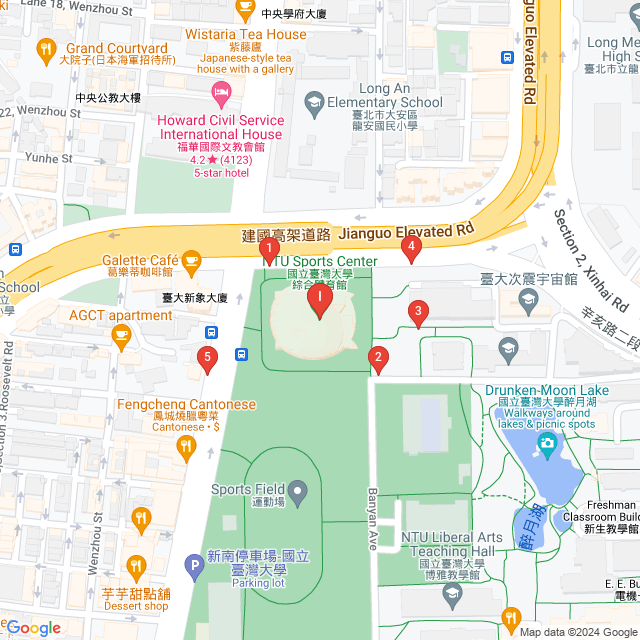 Lane 18, Wenzhou St
中央學府大廈
Wistaria Tea House
紫藤廬
Japanese-style tea
house with a gallery
Grand Courtyard
大院子(日本海軍招待所)
中央公教大樓
22, Wenzhou St
Yunhe St
Howard Civil Service
International House
福華國際文教會館
4.2★ (4123)
5-star hotel
Long An
Elementary School
臺北市大安區
龍安國民小學
Elevated Rd
Long Me
High S
臺北市立龍
建國高架道路 Jianguo Elevated Rd
Section 2, Xinhai Rd
辛亥路二段
1
4
NTU Sports Center
國立臺灣大學
綜合體育館
I
Galette Café
葛樂蒂咖啡館
臺大新象大廈
臺大次震宇宙館
3
AGCT apartment
5
2
Section 3,Roosevelt Rd
Drunken-Moon Lake
國立臺灣大學醉月湖
Walkways around
lakes & picnic spots
Fengcheng Cantonese
鳳城燒臘粵菜
Cantonese • $
Sports Field
運動場
Banyan Ave
Wenzhou St
醉月湖
Freshman
Classroom Build
新生教學館
NTU Liberal Arts
Teaching Hall
國立臺灣大學
博雅教學館
P
新南停車場-國立
臺灣大學
Parking lot
芋芋甜點舖
Dessert shop
E. E. Bu
電機
Google
Map data ©2024 Google